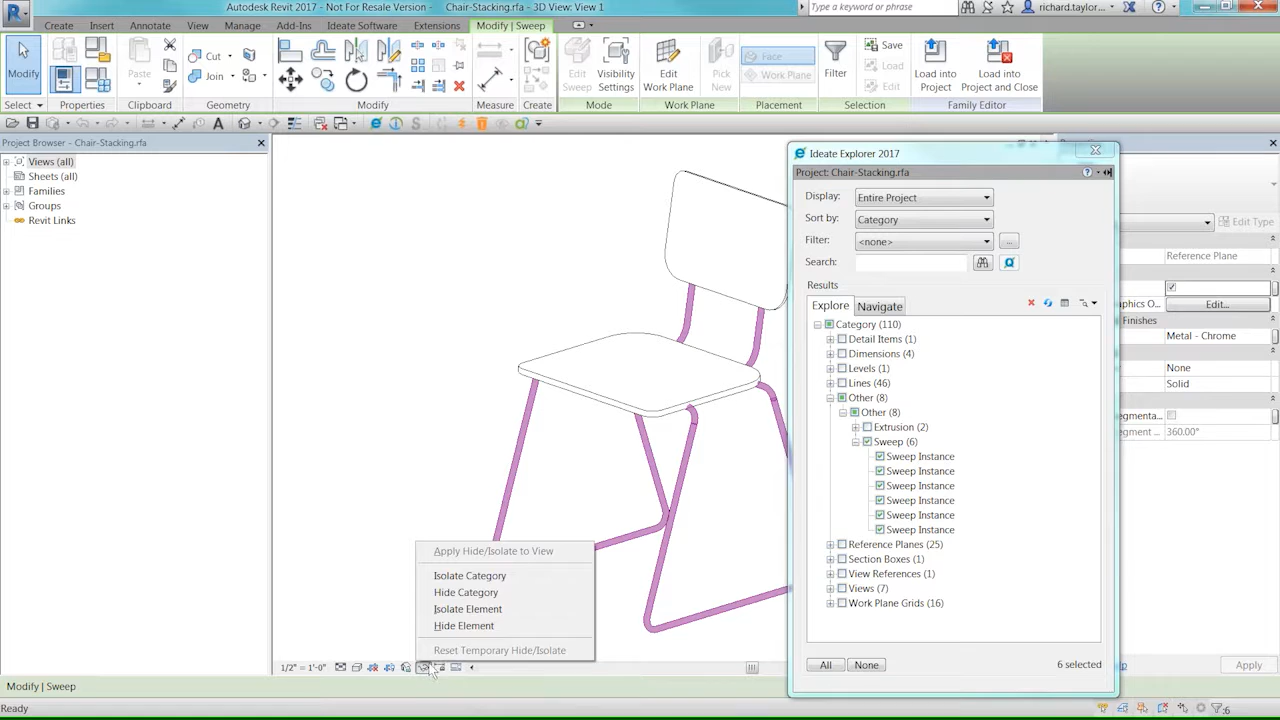 Autodesk Revit 2017 - Not For Resale Version -    Chair-Stacking.rfa - 3D View: View 1
Type a keyword or phrase
richard.taylor...
Create Insert Annotate View Manage Add-Ins Ideate Software Extensions Modify | Sweep
Modify
Paste
Cut
Join
Edit Sweep
Visibility Settings
Edit Work Plane
Pick New
Face
Work Plane
Filter
Save
Load
Edit
Load into Project
Load into Project and Close
Select Properties Clipboard Geometry Modify Measure Create Mode Work Plane Placement Selection Family Editor
Project Browser - Chair-Stacking.rfa
Views (all)
Sheets (all)
Families
Groups
Revit Links
Ideate Explorer 2017
Project: Chair-Stacking.rfa
Display: Entire Project
Sort by: Category
Filter: <none> ...
Search:
Results
Explore Navigate
Category (110)
Detail Items (1)
Dimensions (4)
Levels (1)
Lines (46)
Other (8)
Other (8)
Extrusion (2)
Sweep (6)
Sweep Instance
Sweep Instance
Sweep Instance
Sweep Instance
Sweep Instance
Sweep Instance
Reference Planes (25)
Section Boxes (1)
View References (1)
Views (7)
Work Plane Grids (16)
All None 6 selected
Edit Type
Reference Plane
Edit...
Finishes
Metal - Chrome
None
Solid
360.00°
Apply
Apply Hide/Isolate to View
Isolate Category
Hide Category
Isolate Element
Hide Element
Reset Temporary Hide/Isolate
1/2" = 1'-0"
Modify | Sweep
Ready
:6